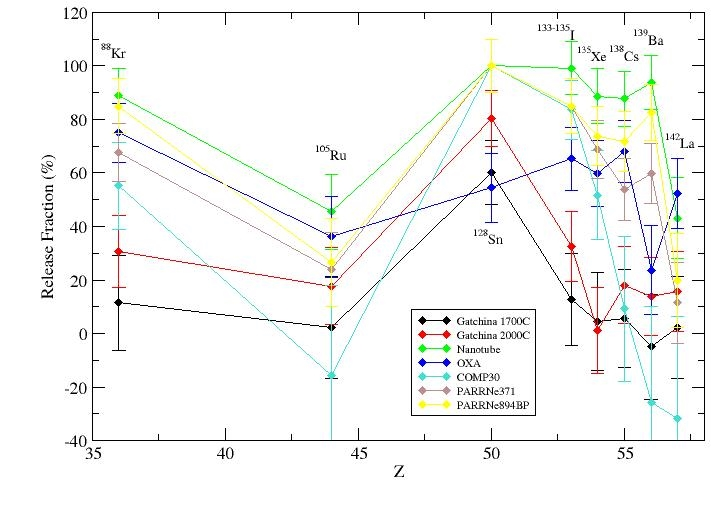 120
100
80
60
40
20
0
-20
-40
Release Fraction (%)
35
40
45
50
55
Z
⁸⁸Kr
¹⁰⁵Ru
¹²⁸Sn
¹³³⁻¹³⁵I
¹³⁵Xe
¹³⁸Cs
¹³⁹Ba
¹⁴²La
Gatchina 1700C
Gatchina 2000C
Nanotube
OXA
COMP30
PARRNe371
PARRNe894BP